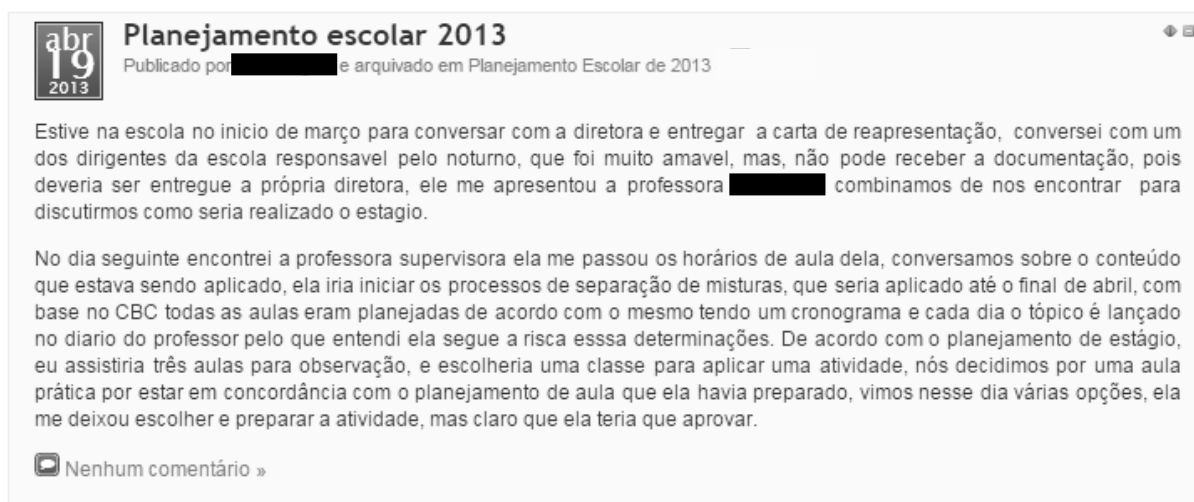 abr
19
2013
Planejamento escolar 2013
Publicado por e arquivado em Planejamento Escolar de 2013
Estive na escola no inicio de março para conversar com a diretora e entregar a carta de reapresentação, conversei com um
dos dirigentes da escola responsavel pelo noturno, que foi muito amavel, mas, não pode receber a documentação, pois
deveria ser entregue a própria diretora, ele me apresentou a professora combinamos de nos encontrar para
discutirmos como seria realizado o estagio.
No dia seguinte encontrei a professora supervisora ela me passou os horários de aula dela, conversamos sobre o conteúdo
que estava sendo aplicado, ela iria iniciar os processos de separação de misturas, que seria aplicado até o final de abril, com
base no CBC todas as aulas eram planejadas de acordo com o mesmo tendo um cronograma e cada dia o tópico é lançado
no diario do professor pelo que entendi ela segue a risca esssa determinações. De acordo com o planejamento de estágio,
eu assistiria três aulas para observação, e escolheria uma classe para aplicar uma atividade, nós decidimos por uma aula
prática por estar em concordância com o planejamento de aula que ela havia preparado, vimos nesse dia várias opções, ela
me deixou escolher e preparar a atividade, mas claro que ela teria que aprovar.
Nenhum comentário »